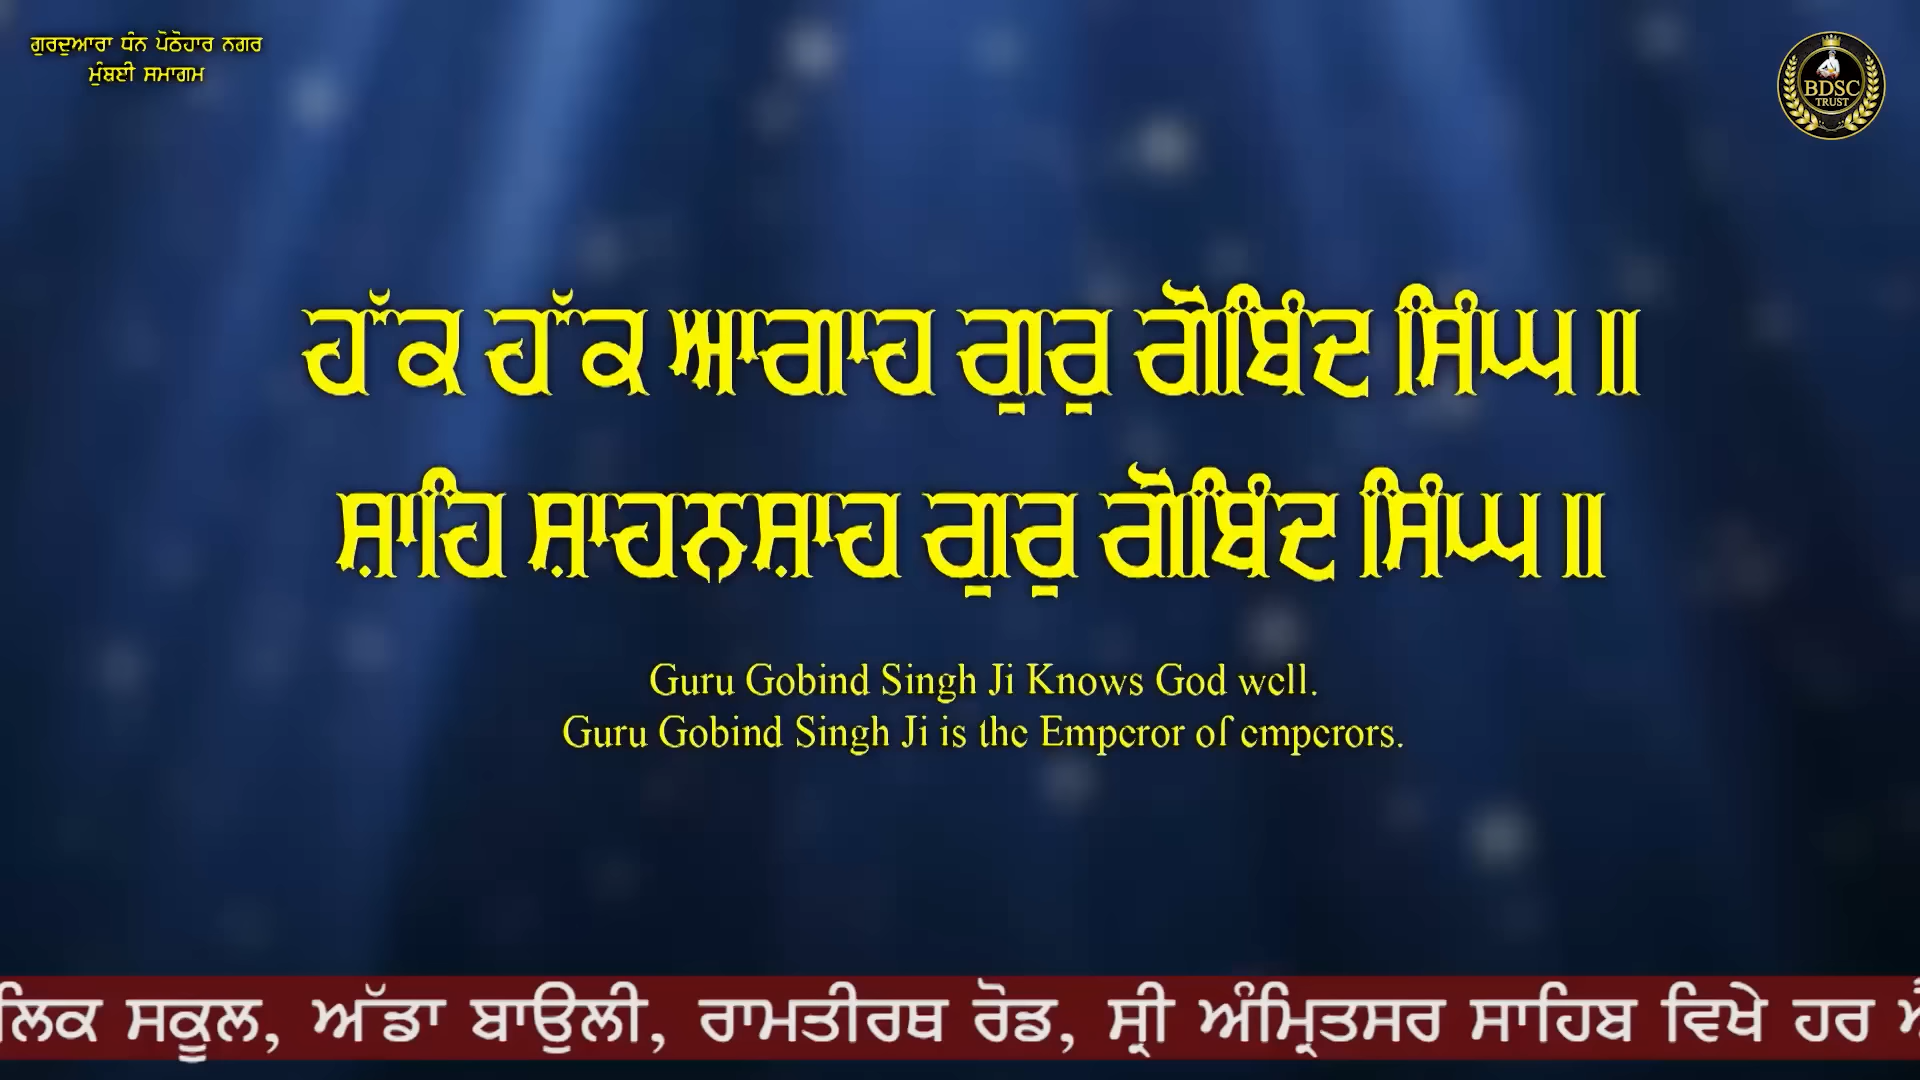 ਗੁਰਦੁਆਰਾ ਧੰਨ ਪੋਠੋਹਾਰ ਨਗਰ
ਮੁੰਬਈ ਸਮਾਗਮ
BDSC
TRUST
ਹੱਕ ਹੱਕ ਆਗਾਹ ਗੁਰੁ ਗੋਬਿੰਦ ਸਿੰਘ॥
ਸ਼ਾਹਿ ਸ਼ਾਹਨਸ਼ਾਹ ਗੁਰੁ ਗੋਬਿੰਦ ਸਿੰਘ॥
Guru Gobind Singh Ji Knows God well.
Guru Gobind Singh Ji is the Emperor of emperors.
ਲਿਕ ਸਕੂਲ, ਅੱਡਾ ਬਾਉਲੀ, ਰਾਮਤੀਰਥ ਰੋਡ, ਸ੍ਰੀ ਅੰਮ੍ਰਿਤਸਰ ਸਾਹਿਬ ਵਿਖੇ ਹਰ